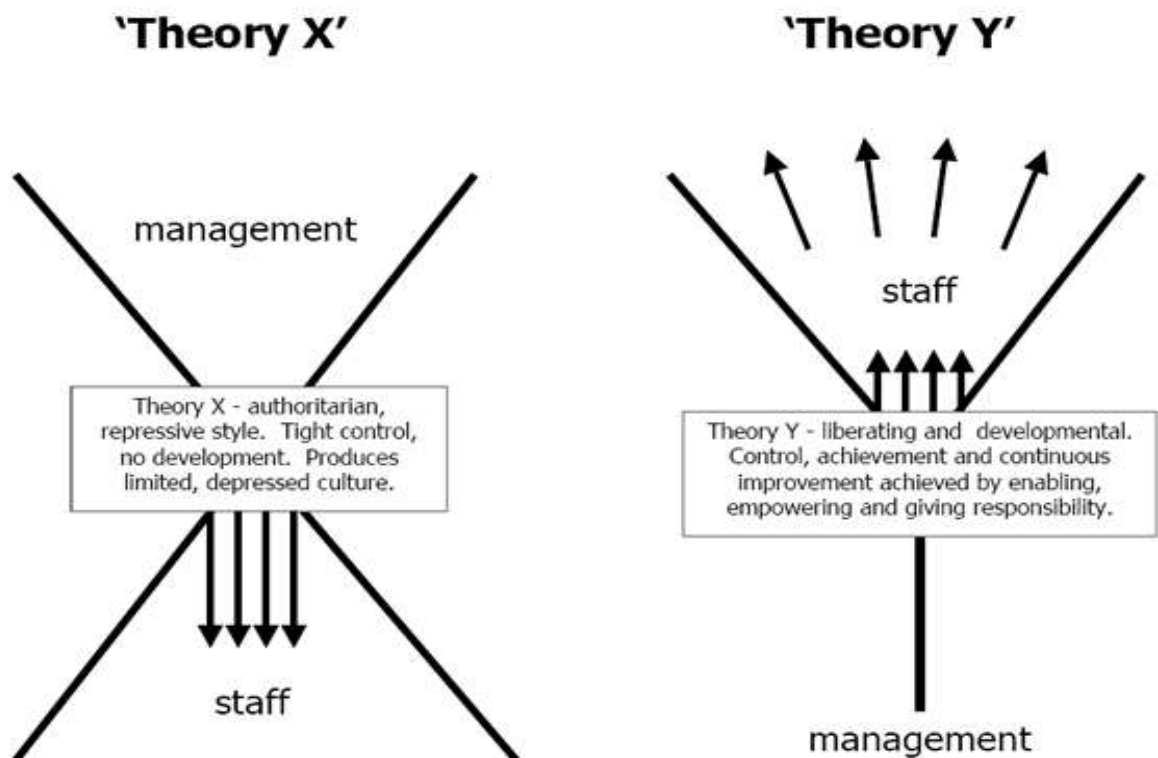 ‘Theory X’
management
Theory X - authoritarian,
repressive style. Tight control,
no development. Produces
limited, depressed culture.
staff
‘Theory Y’
staff
Theory Y - liberating and developmental.
Control, achievement and continuous
improvement achieved by enabling,
empowering and giving responsibility.
management